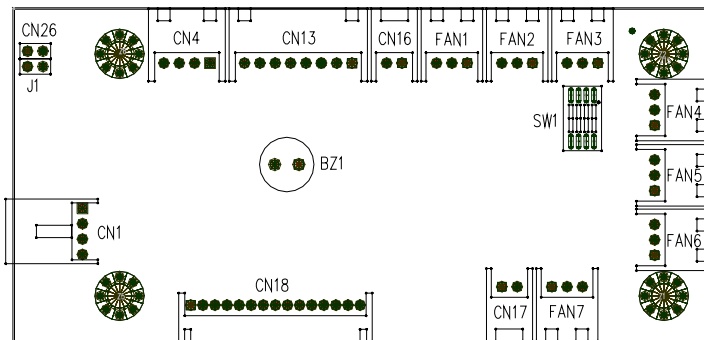 CN26
CN4
CN13
CN16
FAN1
FAN2
FAN3
J1
FAN4
SW1
BZ1
FAN5
CN1
FAN6
CN18
CN17
FAN7